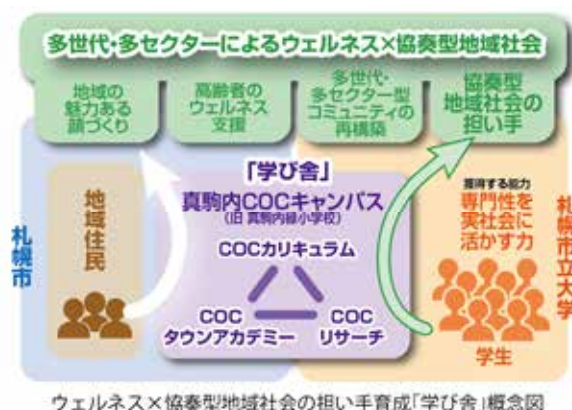 多世代・多セクターによるウェルネス×協奏型地域社会
地域の
魅力ある
顔づくり
高齢者の
ウェルネス
支援
多世代・
多セクター型
コミュニティの
再構築
協奏型
地域社会の
担い手
「学び舎」
真駒内COCキャンパス
(旧 真駒内緑小学校)
COCカリキュラム
COC
タウンアカデミー
COC
リサーチ
札幌市
地域住民
獲得する能力
専門性を
実社会に
活かす力
学生
札幌市立大学
ウェルネス×協奏型地域社会の担い手育成「学び舎」概念図